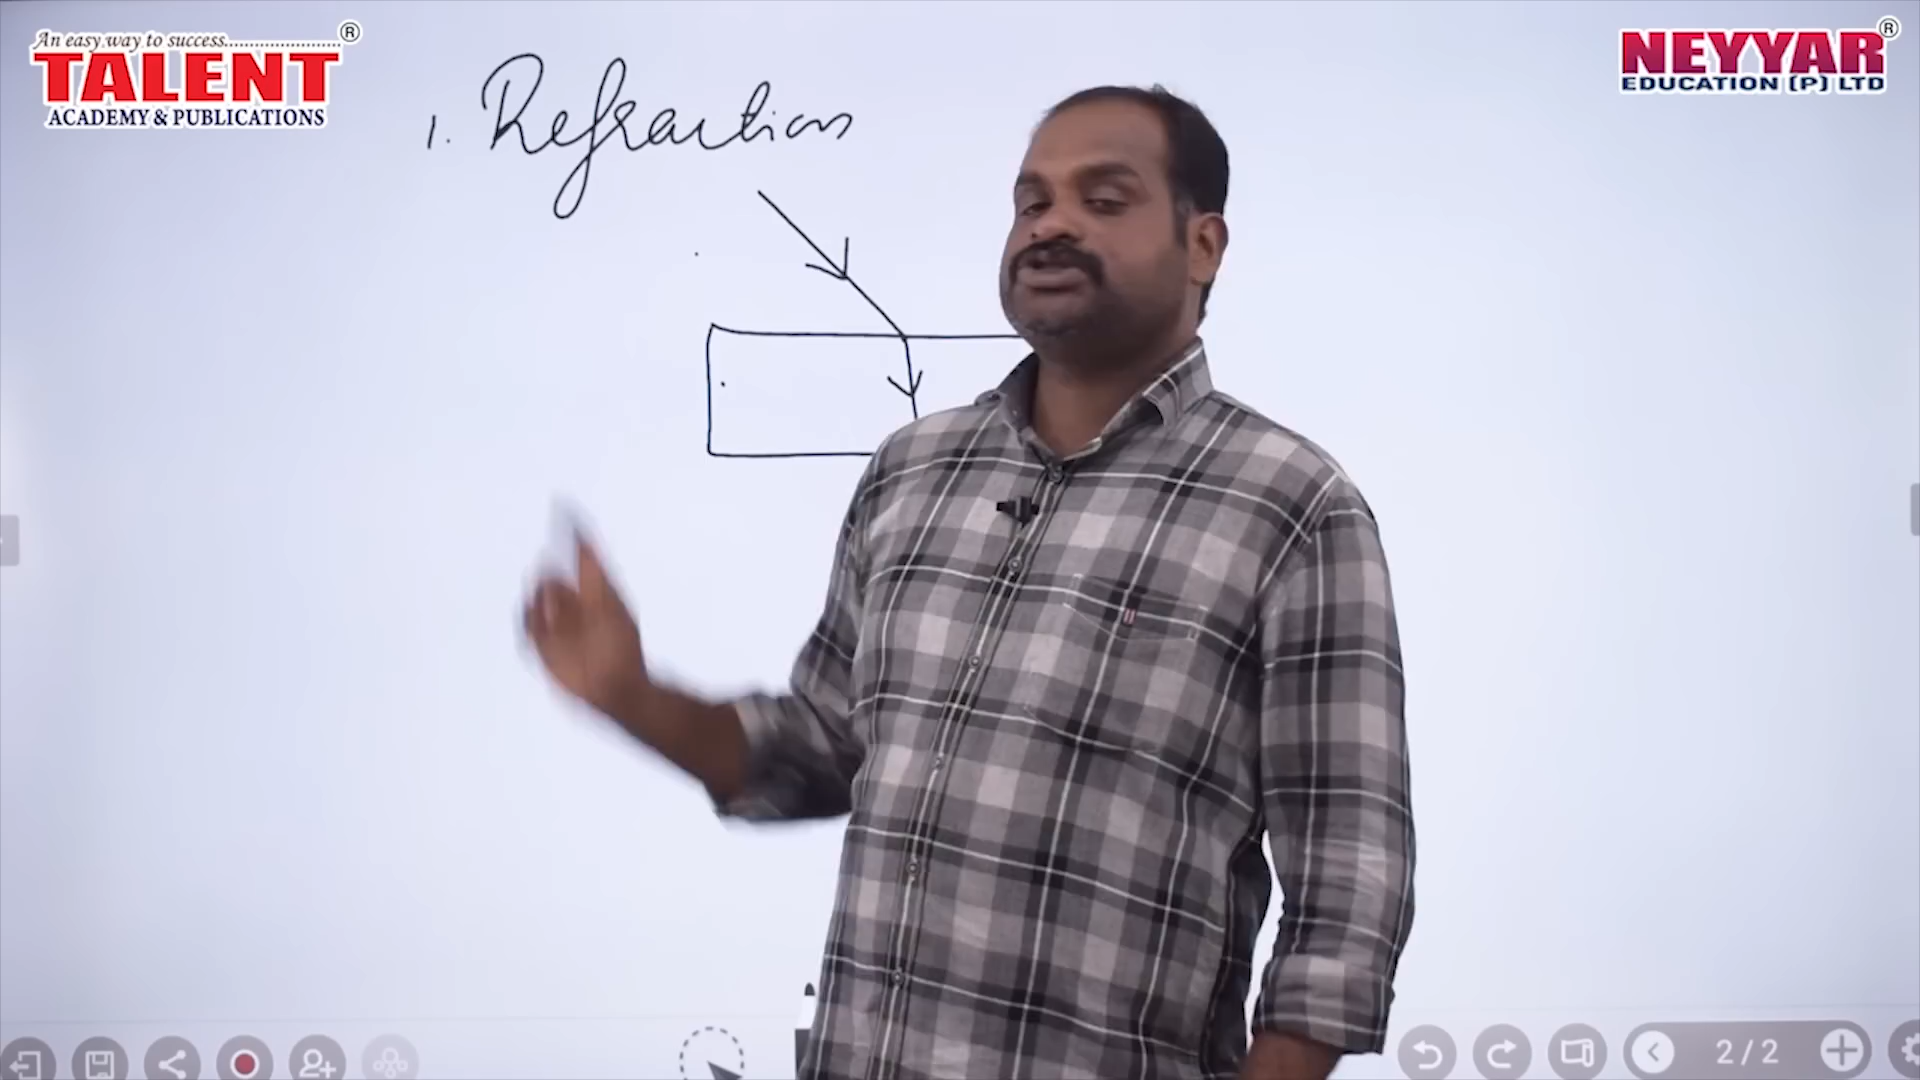 An easy way to success........................
®
TALENT
ACADEMY & PUBLICATIONS
NEYYAR
®
EDUCATION (P) LTD
1. Refraction
2/2